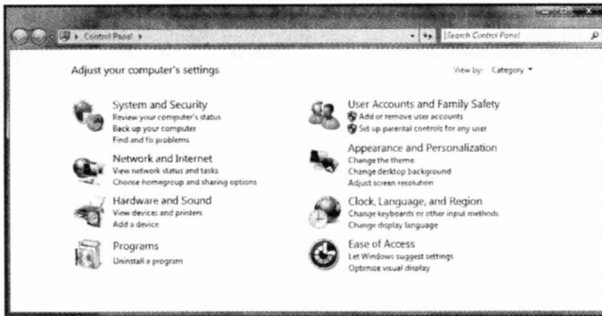 Control Panel
Search Control Panel
Adjust your computer's settings
View by: Category
System and Security
Review your computer's status
Back up your computer
Find and fix problems
Network and Internet
View network status and tasks
Choose homegroup and sharing options
Hardware and Sound
View devices and printers
Add a device
Programs
Uninstall a program
User Accounts and Family Safety
Add or remove user accounts
Set up parental controls for any user
Appearance and Personalization
Change the theme
Change desktop background
Adjust screen resolution
Clock, Language, and Region
Change keyboards or other input methods
Change display language
Ease of Access
Let Windows suggest settings
Optimize visual display